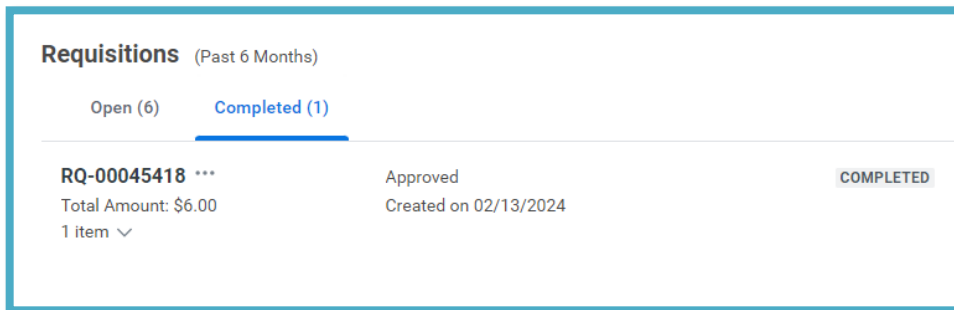 Requisitions (Past 6 Months)
Open (6) Completed (1)
RQ-00045418 ••• Approved COMPLETED
Total Amount: $6.00 Created on 02/13/2024
1 item